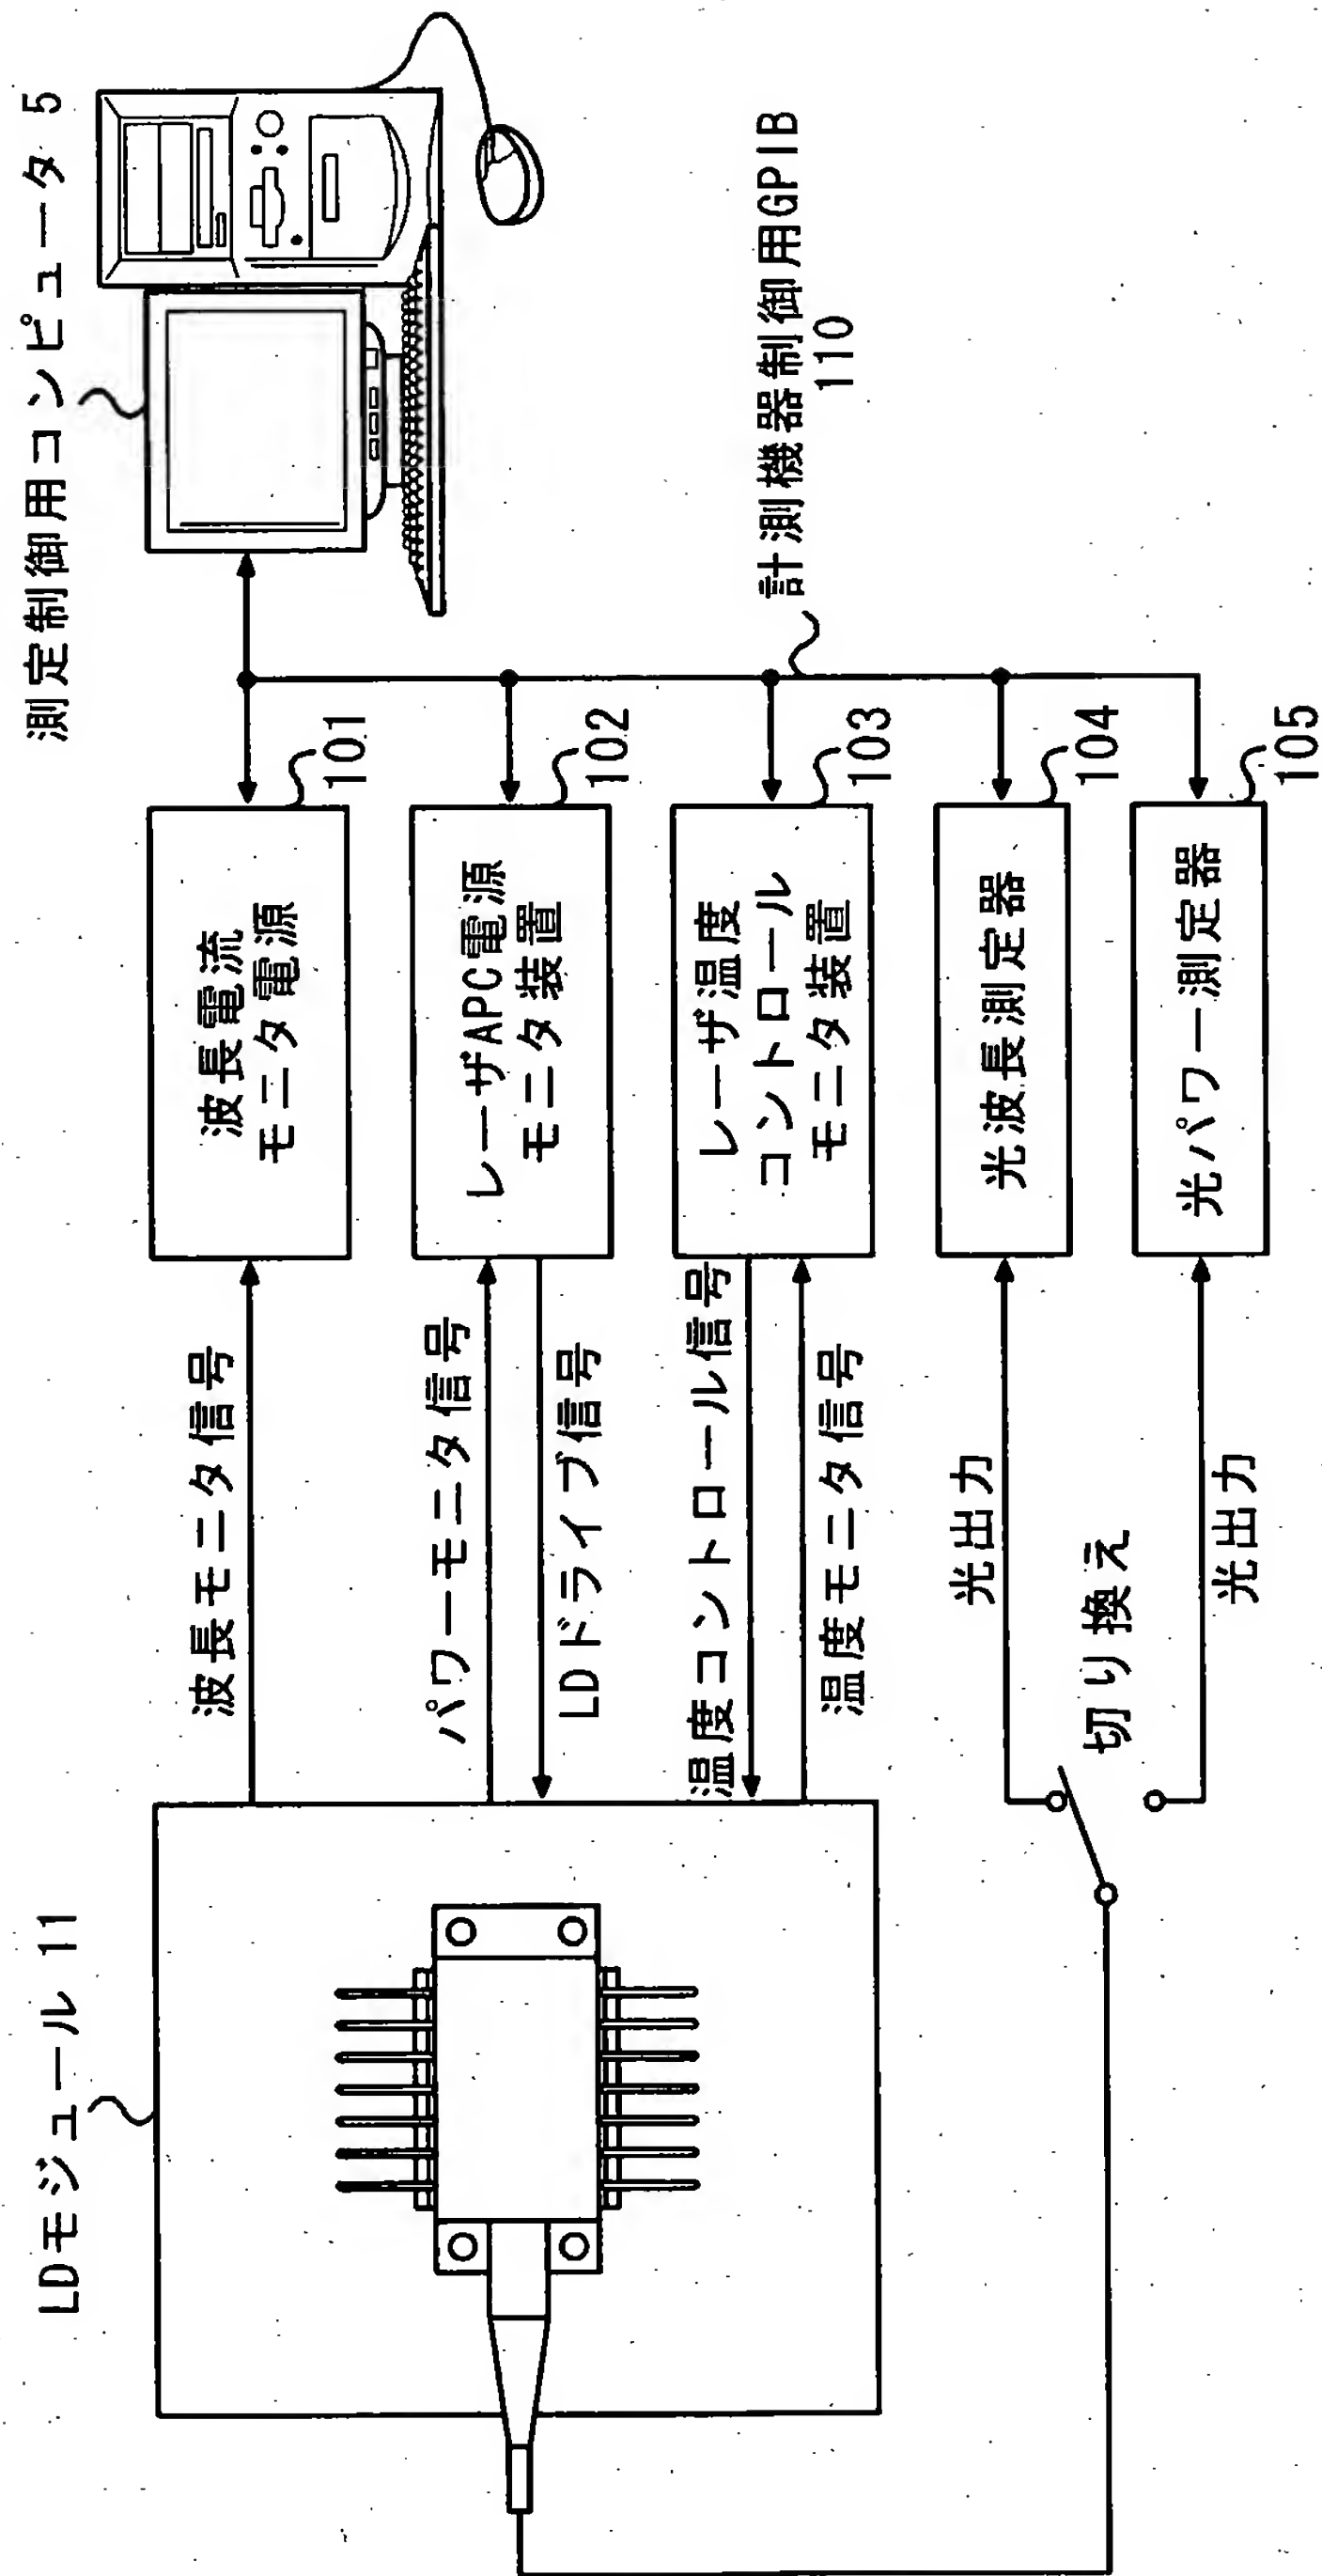 測定制御用コンピュータ 5
LDモジュール 11
波長モニタ信号
波長電流
モニタ電源
101
パワーモニタ信号
LDドライブ信号
レーザAPC電源
モニタ装置
102
温度コントロール信号
温度モニタ信号
レーザ温度
コントロール
モニタ装置
103
計測機器制御用GPIB
110
光出力
光波長測定器
104
切り換え
光出力
光パワー測定器
105